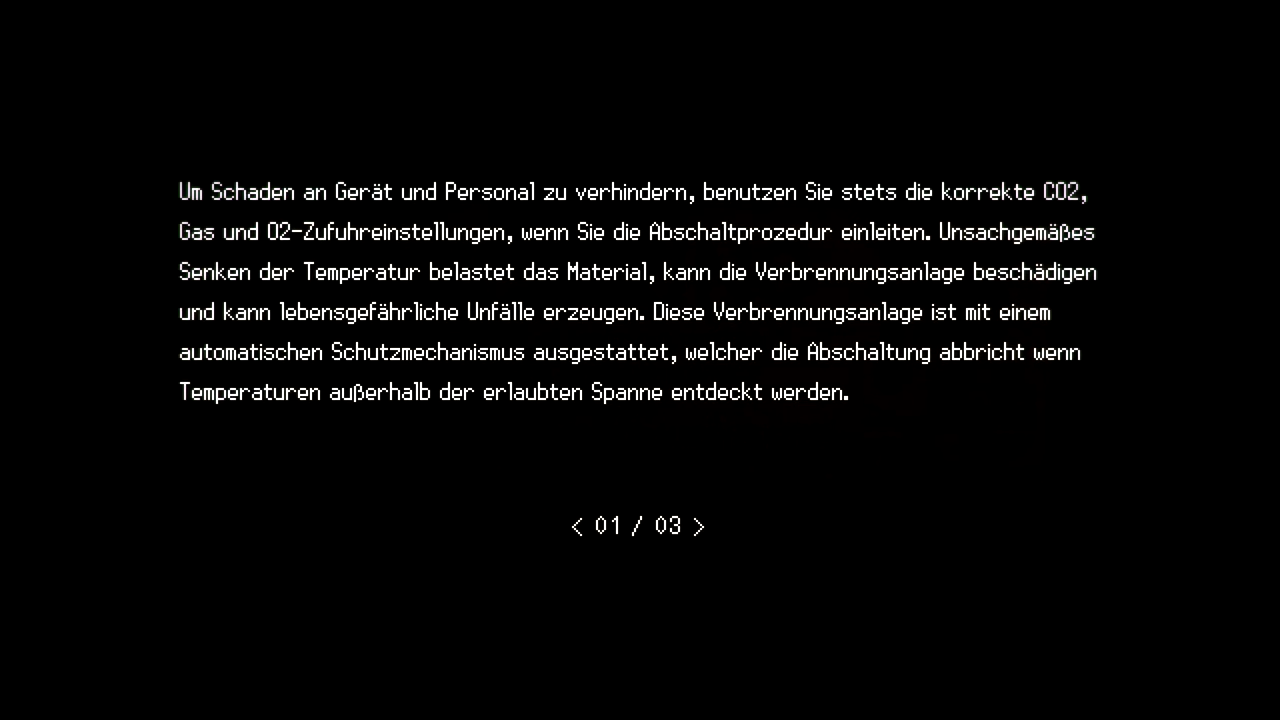 Um Schaden an Gerät und Personal zu verhindern, benutzen Sie stets die korrekte CO2,
Gas und O2-Zufuhreinstellungen, wenn Sie die Abschaltprozedur einleiten. Unsachgemäßes
Senken der Temperatur belastet das Material, kann die Verbrennungsanlage beschädigen
und kann lebensgefährliche Unfälle erzeugen. Diese Verbrennungsanlage ist mit einem
automatischen Schutzmechanismus ausgestattet, welcher die Abschaltung abbricht wenn
Temperaturen außerhalb der erlaubten Spanne entdeckt werden.
< 01 / 03 >